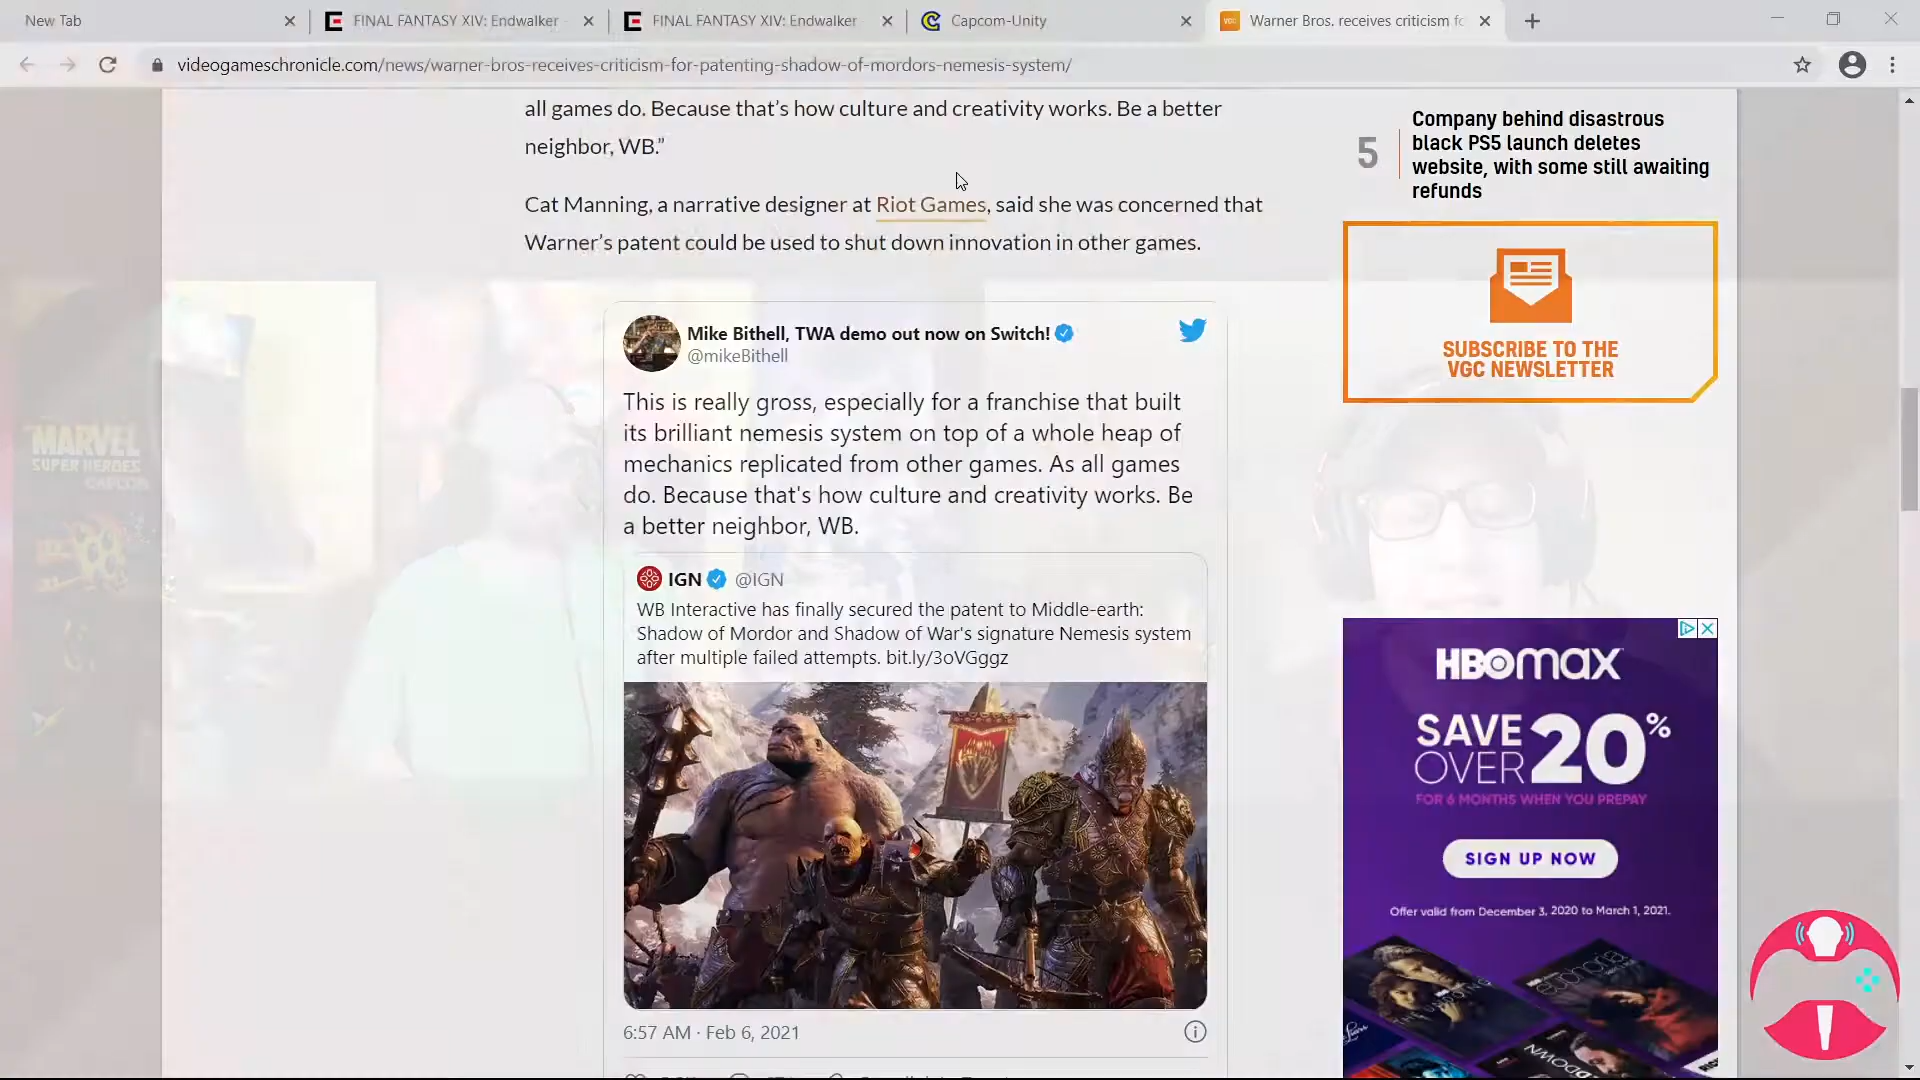 New Tab
FINAL FANTASY XIV: Endwalker
FINAL FANTASY XIV: Endwalker
Capcom-Unity
Warner Bros. receives criticism fo
videogameschronicle.com/news/warner-bros-receives-criticism-for-patenting-shadow-of-mordors-nemesis-system/
all games do. Because that’s how culture and creativity works. Be a better
neighbor, WB.”
Cat Manning, a narrative designer at Riot Games, said she was concerned that
Warner’s patent could be used to shut down innovation in other games.
Mike Bithell, TWA demo out now on Switch!
@mikeBithell
This is really gross, especially for a franchise that built
its brilliant nemesis system on top of a whole heap of
mechanics replicated from other games. As all games
do. Because that's how culture and creativity works. Be
a better neighbor, WB.
IGN @IGN
WB Interactive has finally secured the patent to Middle-earth:
Shadow of Mordor and Shadow of War's signature Nemesis system
after multiple failed attempts. bit.ly/3oVGggz
6:57 AM · Feb 6, 2021
5
Company behind disastrous
black PS5 launch deletes
website, with some still awaiting
refunds
SUBSCRIBE TO THE
VGC NEWSLETTER
HBOMAX
SAVE
OVER 20%
FOR 6 MONTHS WHEN YOU PREPAY
SIGN UP NOW
Offer valid from December 3, 2020 to March 1, 2021.
MARVEL
SUPER HEROES
CAPCOM